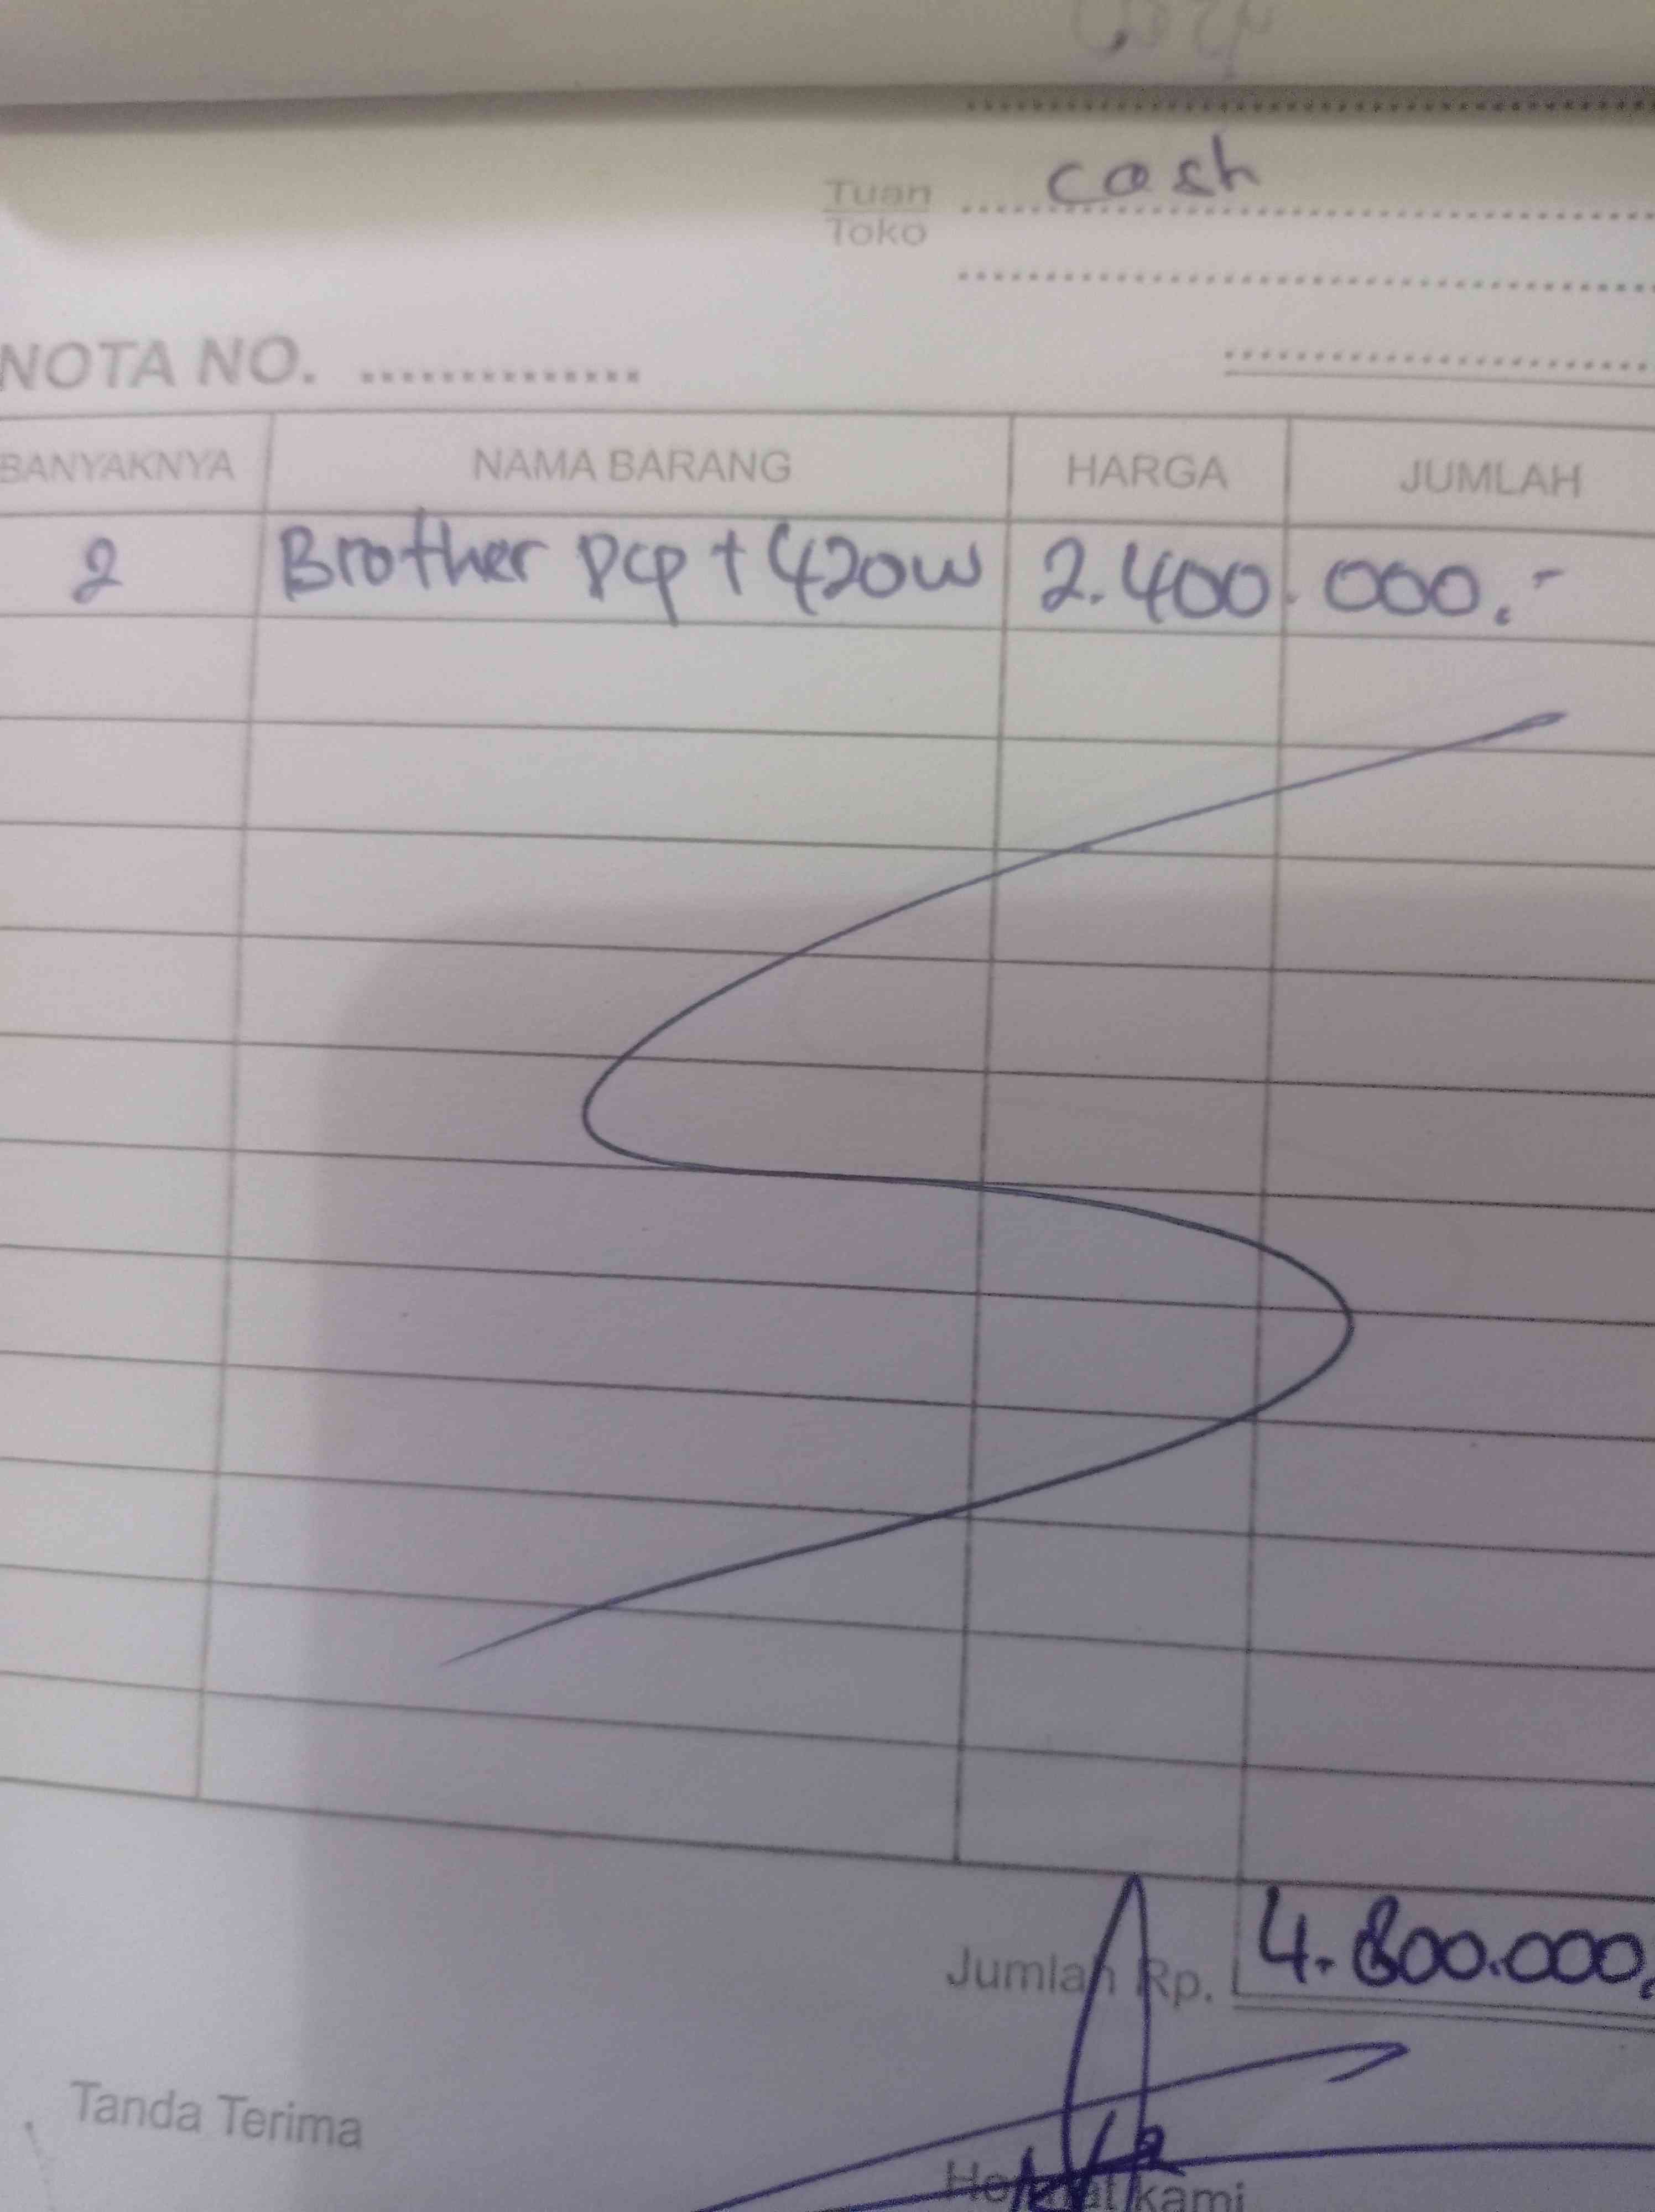 Tuan cash
Toko
NOTA NO. ..............
BANYAKNYA NAMA BARANG HARGA JUMLAH
2 Brother Dcp t 420w 2.400.000.-
Jumlah Rp. 4.800.000,
Tanda Terima
Hormat kami